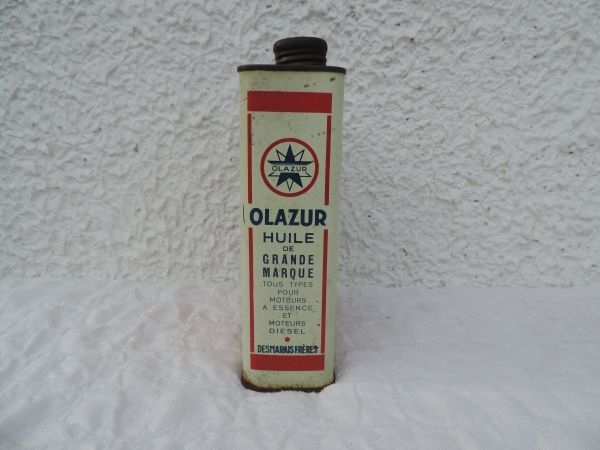 OLAZUR
OLAZUR
HUILE
DE
GRANDE
MARQUE
TOUS TYPES
POUR
MOTEURS
A ESSENCE
ET
MOTEURS
DIESEL
DESMARAIS FRÈRES